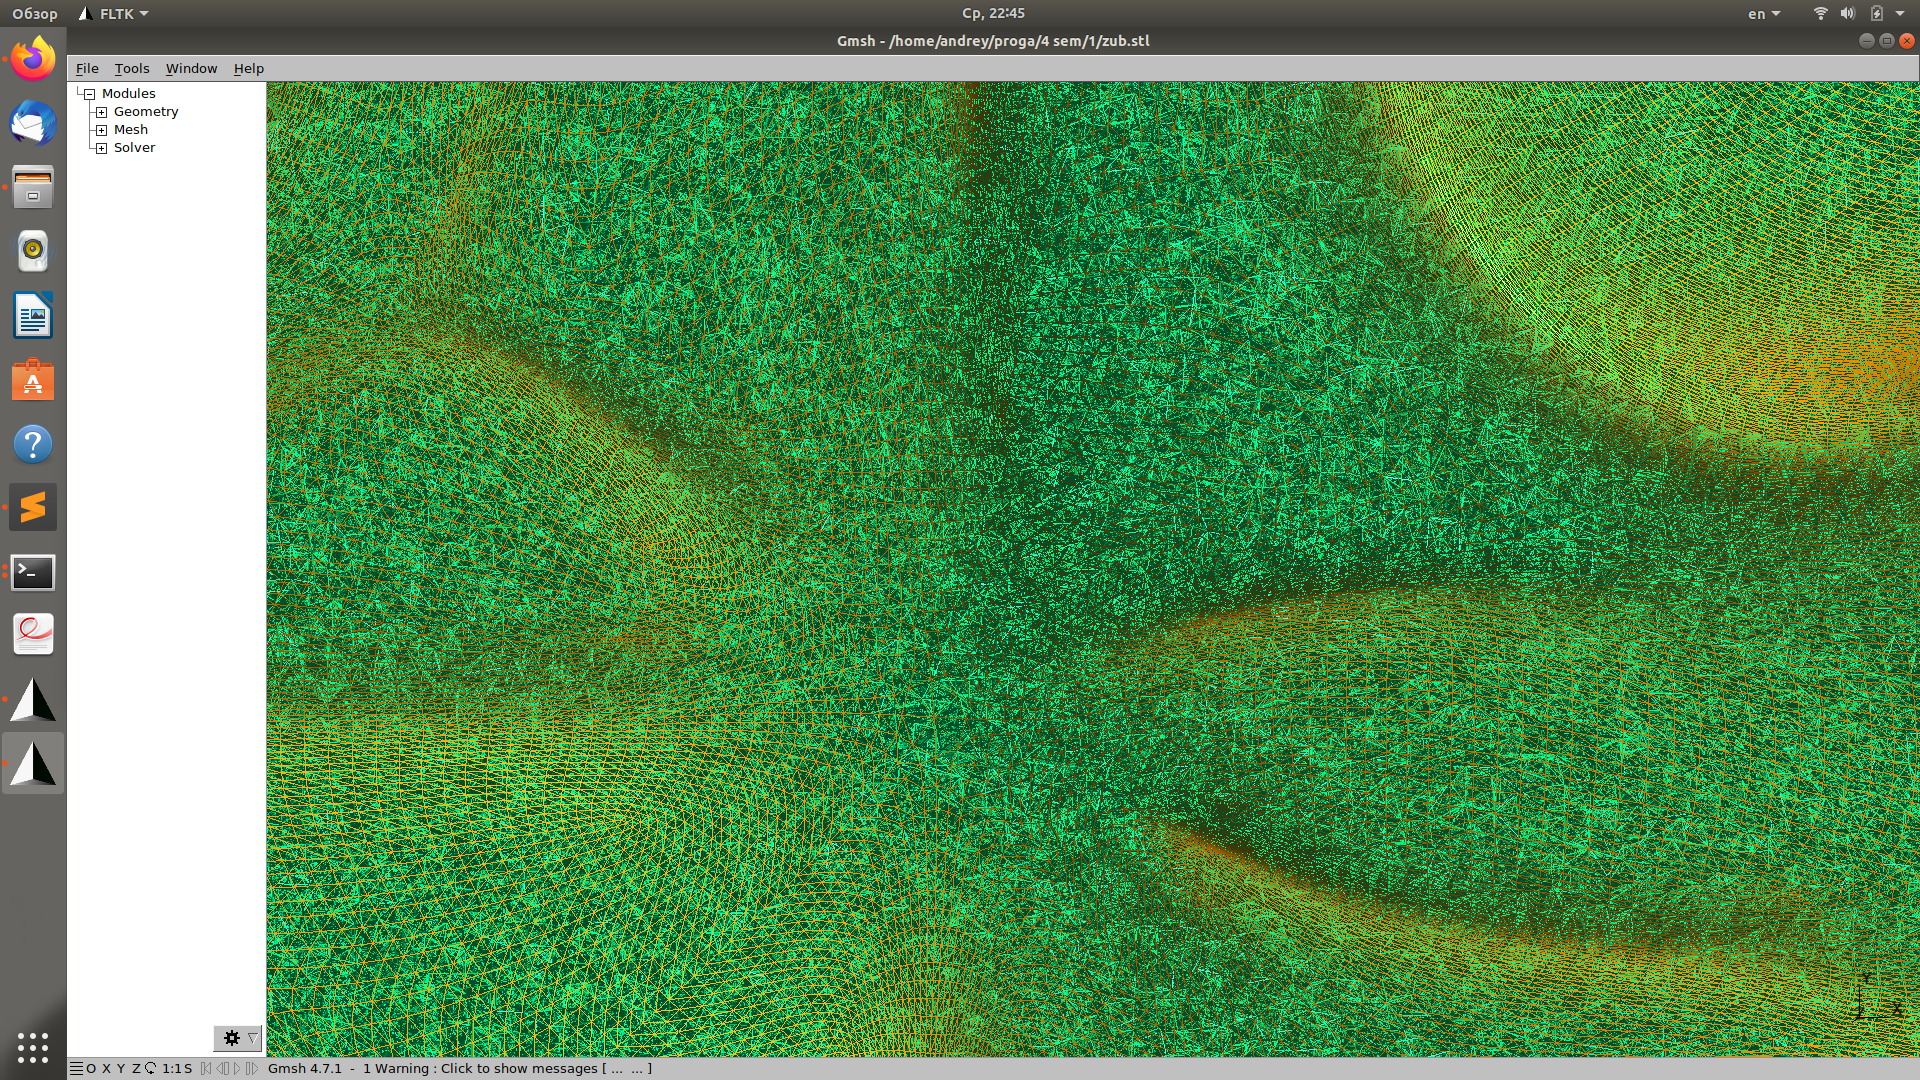 Обзор FLTK Ср, 22:45 en
Gmsh - /home/andrey/proga/4 sem/1/zub.stl
File Tools Window Help
Modules
Geometry
Mesh
Solver
Y
X
O X Y Z 1:1 S Gmsh 4.7.1 - 1 Warning : Click to show messages [ ... ... ]